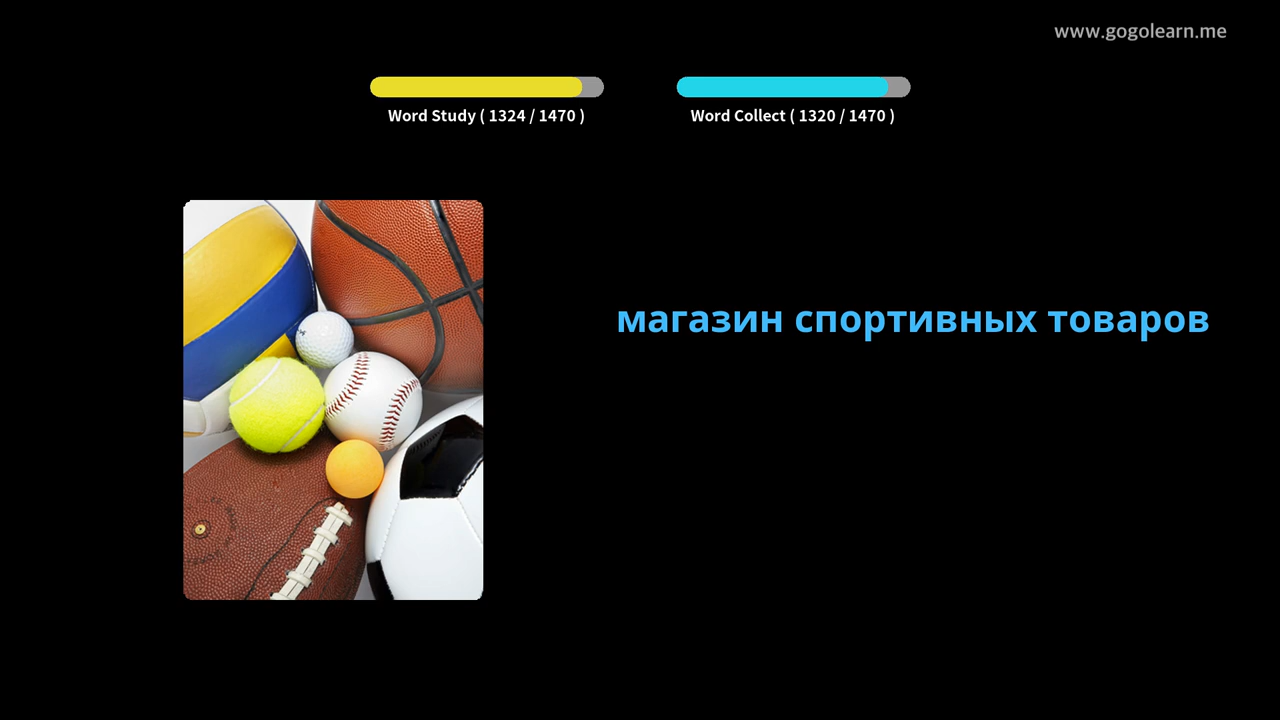 www.gogolearn.me
Word Study ( 1324 / 1470 )
Word Collect ( 1320 / 1470 )
магазин спортивных товаров